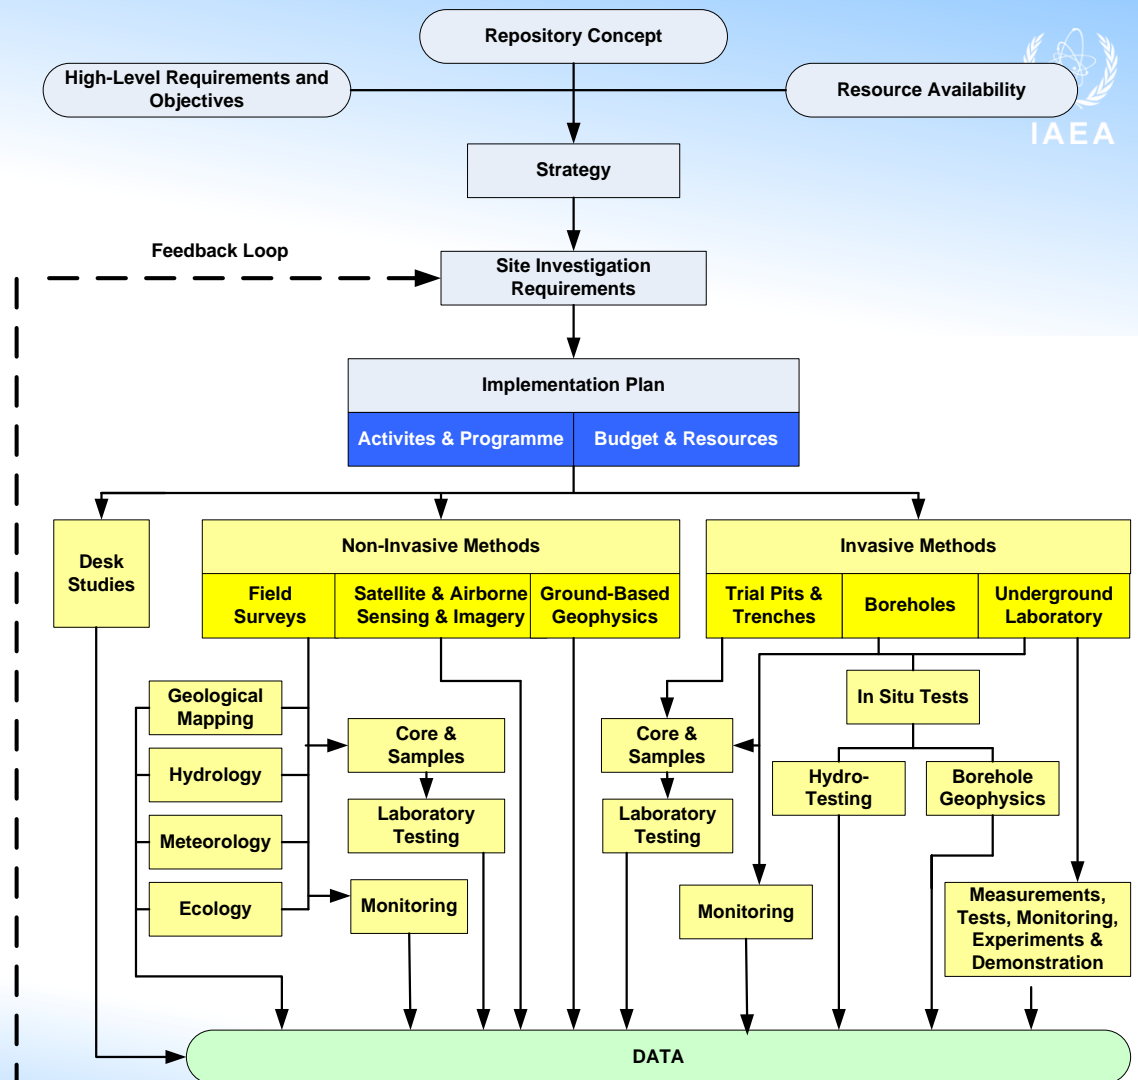 Repository Concept
High-Level Requirements and
Objectives
Resource Availability
IAEA
Strategy
Feedback Loop
Site Investigation
Requirements
Implementation Plan
Activites & Programme
Budget & Resources
Desk
Studies
Non-Invasive Methods
Field
Surveys
Satellite & Airborne
Sensing & Imagery
Ground-Based
Geophysics
Invasive Methods
Trial Pits &
Trenches
Boreholes
Underground
Laboratory
Geological
Mapping
Hydrology
Meteorology
Ecology
Core &
Samples
Laboratory
Testing
Monitoring
Core &
Samples
Laboratory
Testing
Monitoring
In Situ Tests
Hydro-
Testing
Borehole
Geophysics
Measurements,
Tests, Monitoring,
Experiments &
Demonstration
DATA